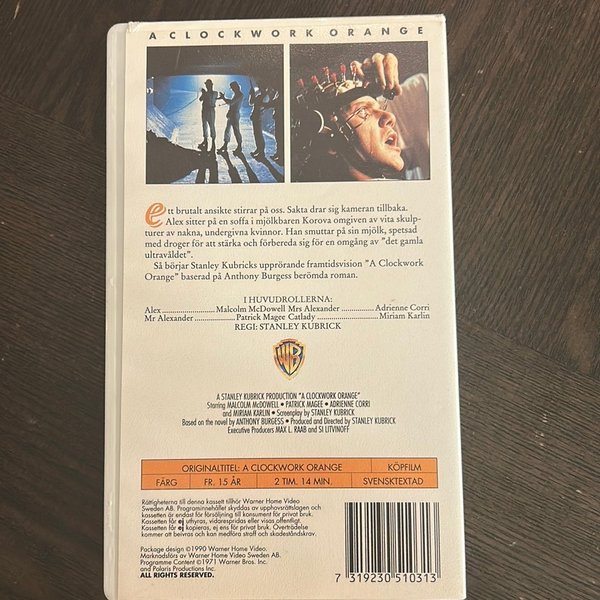 A CLOCKWORK ORANGE
ett brutalt ansikte stirrar på oss. Sakta drar sig kameran tillbaka.
Alex sitter på en soffa i mjölkbaren Korova omgiven av vita skulp-
turer av nakna, undergivna kvinnor. Han smuttar på sin mjölk, spetsad
med droger för att stärka och förbereda sig för en omgång av "det gamla
ultravåldet".
Så börjar Stanley Kubricks upprörande framtidsvision "A Clockwork
Orange" baserad på Anthony Burgess berömda roman.
I HUVUDROLLERNA:
Alex....................Malcolm McDowell Mrs Alexander....................Adrienne Corri
Mr Alexander....................Patrick Magee Catlady....................Miriam Karlin
REGI: STANLEY KUBRICK
WB
A STANLEY KUBRICK PRODUCTION "A CLOCKWORK ORANGE"
Starring MALCOLM McDOWELL • PATRICK MAGEE • ADRIENNE CORRI
and MIRIAM KARLIN • Screenplay by STANLEY KUBRICK
Based on the novel by ANTHONY BURGESS • Produced and Directed by STANLEY KUBRICK
Executive Producers MAX L. RAAB and SI LITVINOFF
ORIGINALTITEL: A CLOCKWORK ORANGE KÖPFILM
FÄRG FR. 15 ÅR 2 TIM. 14 MIN. SVENSKTEXTAD
Rättigheterna till denna kassett tillhör Warner Home Video
Sweden AB. Programinnehållet skyddas av upphovsrättslagen och
kassetten är endast för försäljning till konsument för privat bruk.
Kassetten får ej uthyras, vidarespridas eller visas offentligt.
Kassetten får ej kopieras, ej ens för privat bruk. Överträdelse
kommer att beivras och kan medföra straff och skadeståndskrav.
Package design ©1990 Warner Home Video.
Marknadsförs av Warner Home Video Sweden AB.
Programme Content ©1971 Warner Bros. Inc.
and Polaris Productions Inc.
ALL RIGHTS RESERVED.
7 319230 510313